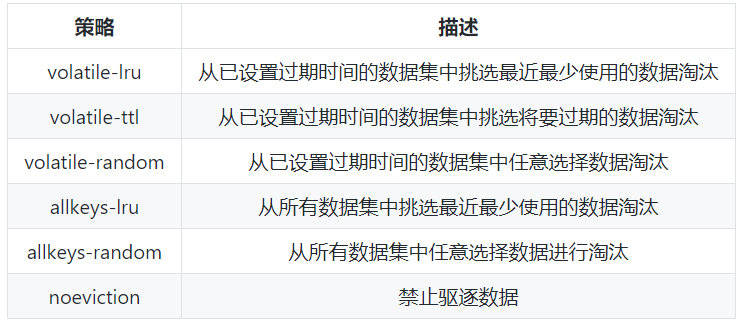 策略 描述
volatile-lru 从已设置过期时间的数据集中挑选最近最少使用的数据淘汰
volatile-ttl 从已设置过期时间的数据集中挑选将要过期的数据淘汰
volatile-random 从已设置过期时间的数据集中任意选择数据淘汰
allkeys-lru 从所有数据集中挑选最近最少使用的数据淘汰
allkeys-random 从所有数据集中任意选择数据进行淘汰
noeviction 禁止驱逐数据